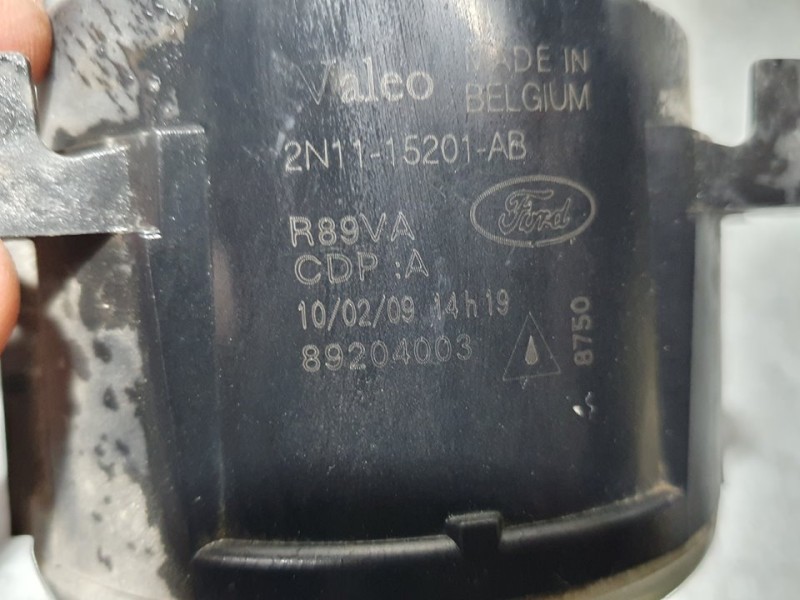 Valeo
MADE IN
BELGIUM
2N11-15201-AB
Ford
R89VA
CDP :A
10/02/09 14h19
89204003
8750